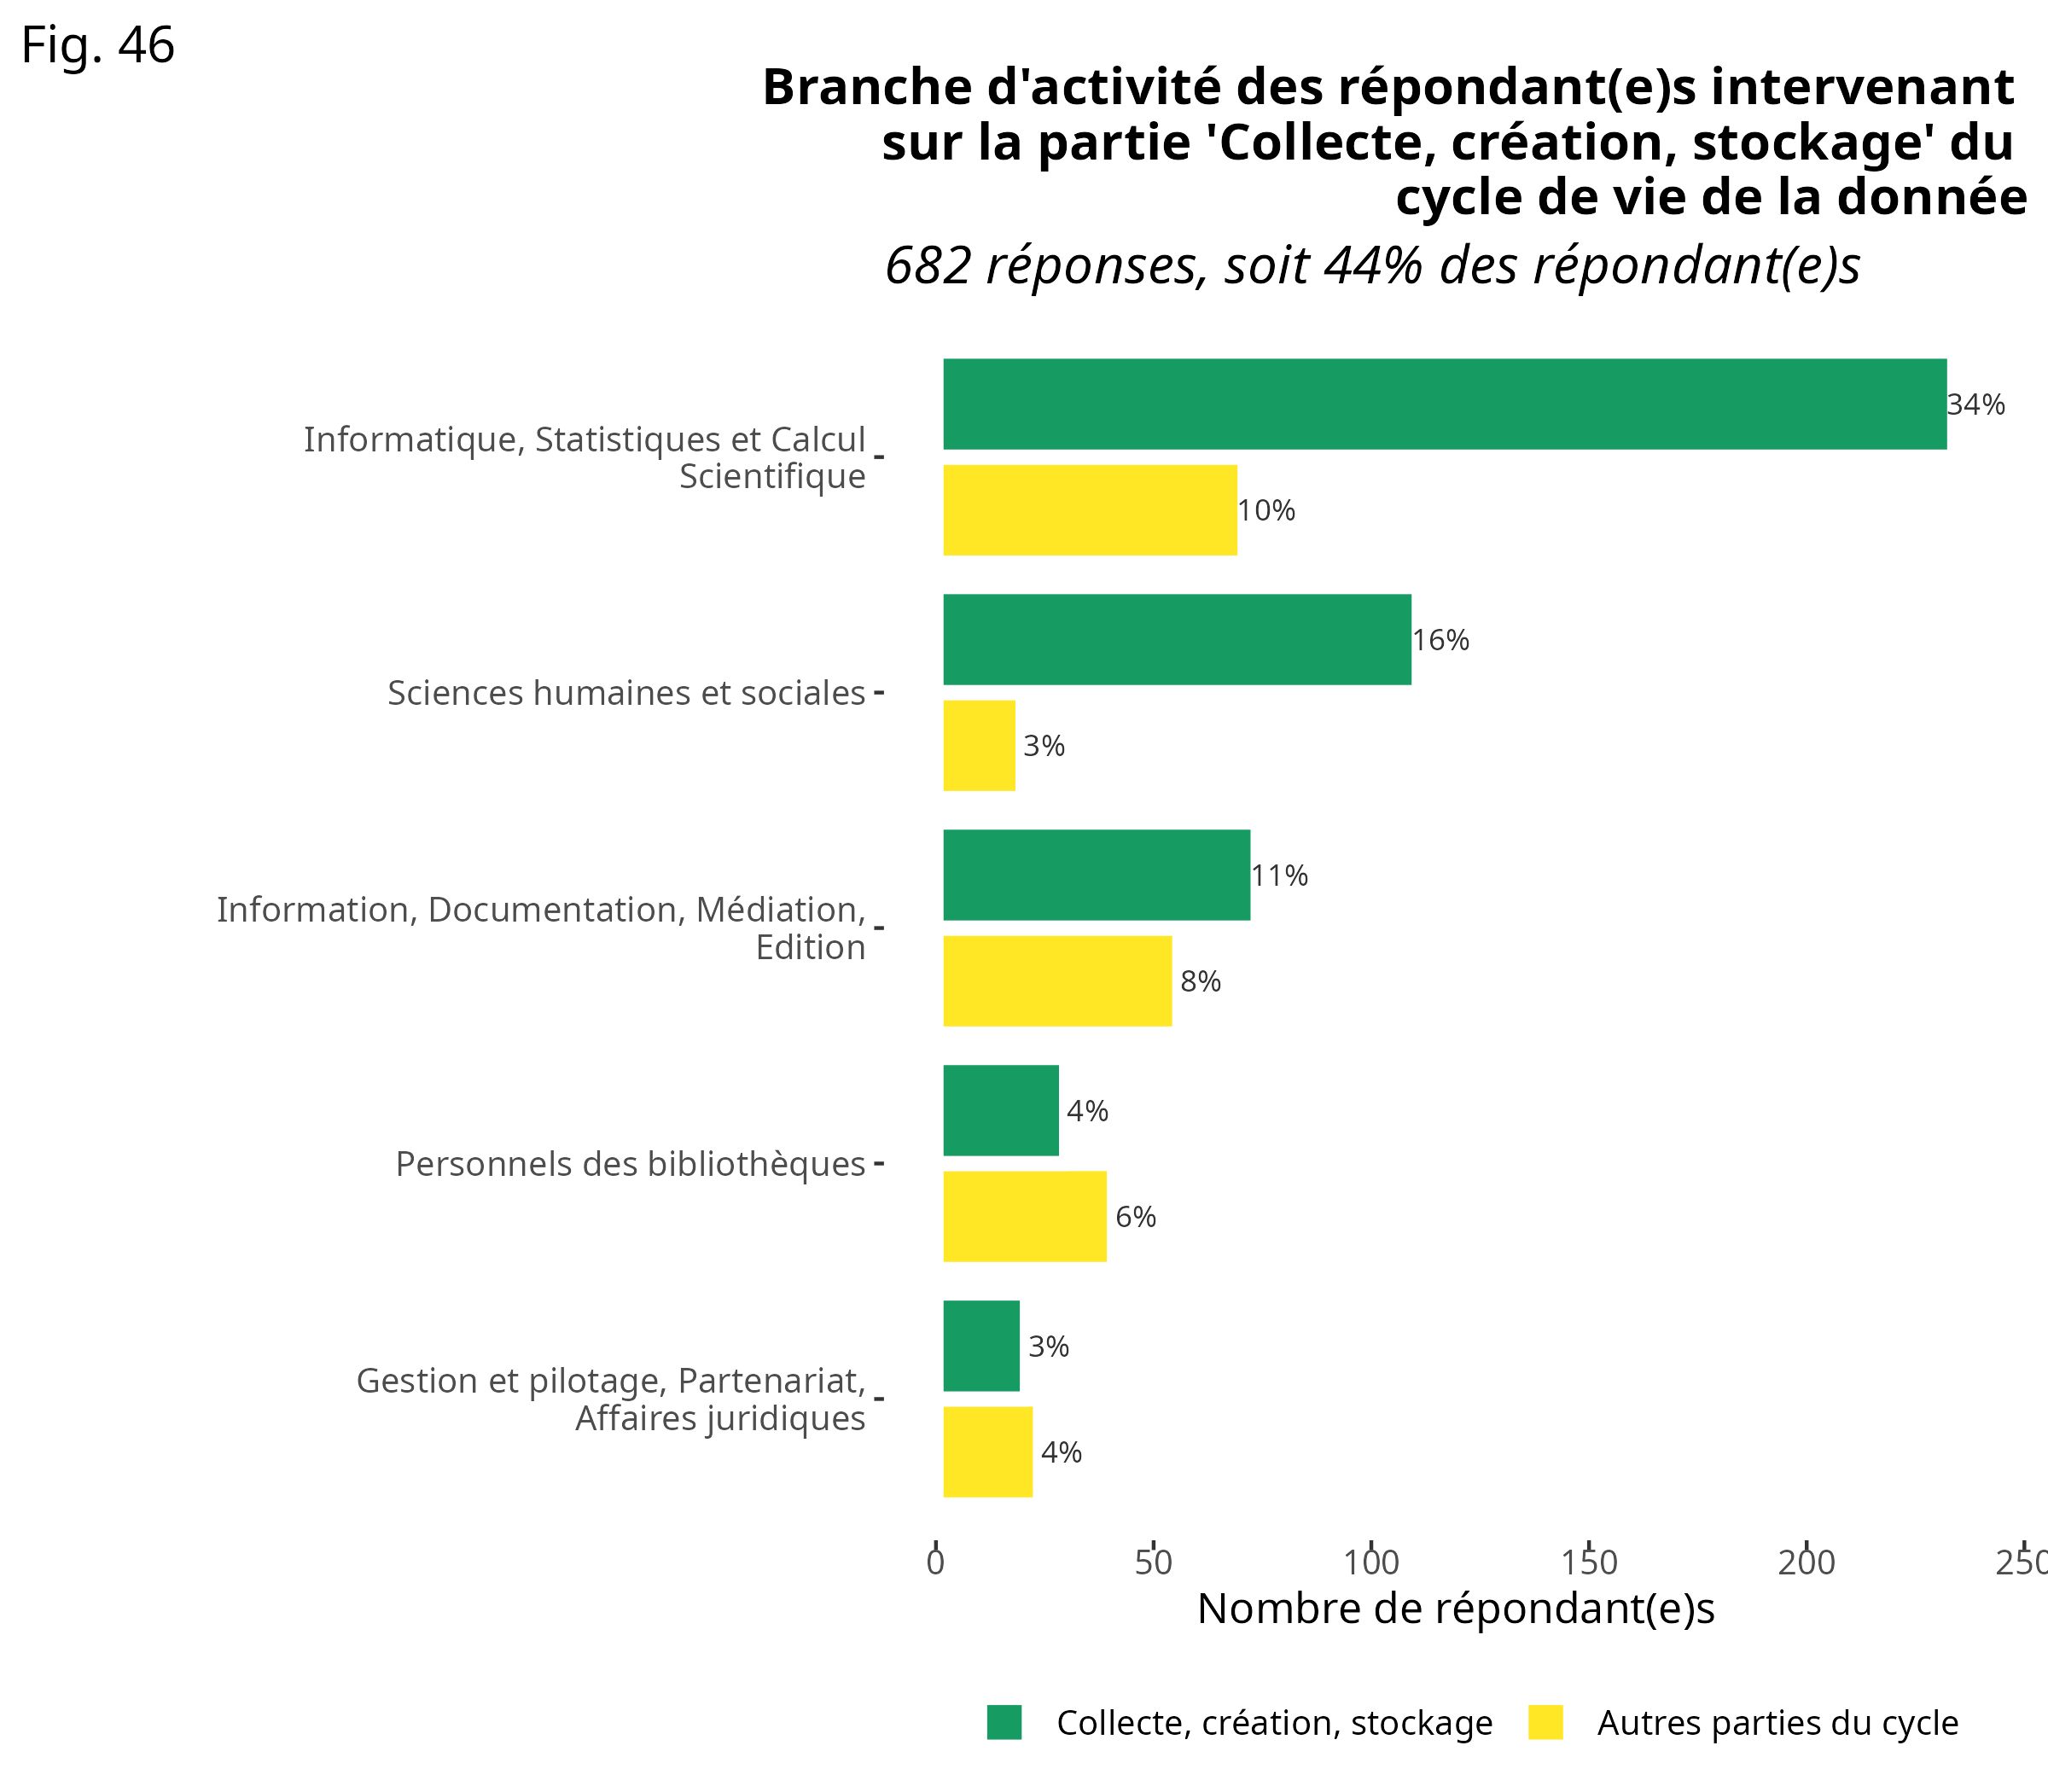 Fig. 46
Branche d'activité des répondant(e)s intervenant
sur la partie 'Collecte, création, stockage' du
cycle de vie de la donnée
682 réponses, soit 44% des répondant(e)s
Informatique, Statistiques et Calcul
Scientifique
34%
10%
Sciences humaines et sociales
16%
3%
Information, Documentation, Médiation,
Edition
11%
8%
Personnels des bibliothèques
4%
6%
Gestion et pilotage, Partenariat,
Affaires juridiques
3%
4%
0 50 100 150 200 250
Nombre de répondant(e)s
Collecte, création, stockage Autres parties du cycle